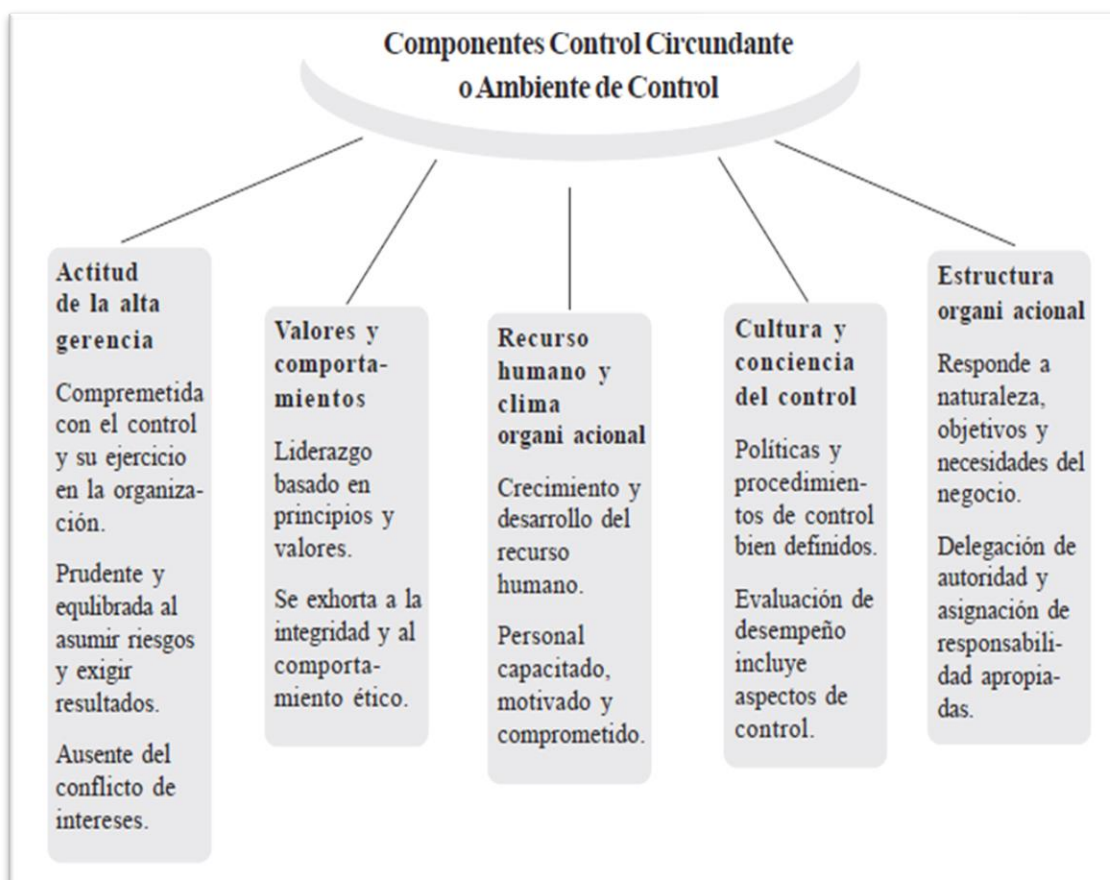 Componentes Control Circundante
o Ambiente de Control
Actitud
de la alta
gerencia
Comprometida
con el control
y su ejercicio
en la organiza-
ción.
Prudente y
equlibrada al
asumir riesgos
y exigir
resultados.
Ausente del
conflicto de
intereses.
Valores y
comporta-
mientos
Liderazgo
basado en
principios y
valores.
Se exhorta a la
integridad y al
comporta-
miento ético.
Recurso
humano y
clima
organi acional
Crecimiento y
desarrollo del
recurso
humano.
Personal
capacitado,
motivado y
comprometido.
Cultura y
conciencia
del control
Políticas y
procedimien-
tos de control
bien definidos.
Evaluación de
desempeño
incluye
aspectos de
control.
Estructura
organi acional
Responde a
naturaleza,
objetivos y
necesidades del
negocio.
Delegación de
autoridad y
asignación de
responsabili-
dad apropia-
das.